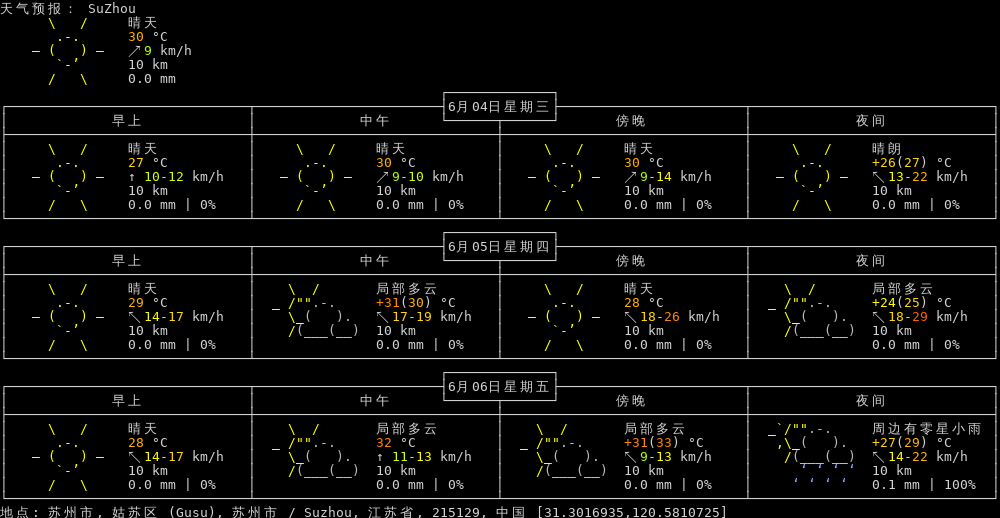 天气预报： SuZhou
晴天
30 °C
↗9 km/h
10 km
0.0 mm
6月04日星期三
早上 中午 傍晚 夜间
晴天 晴天 晴天 晴朗
27 °C 30 °C 30 °C +26(27) °C
↑ 10-12 km/h ↗9-10 km/h ↗9-14 km/h ↖13-22 km/h
10 km 10 km 10 km 10 km
0.0 mm | 0% 0.0 mm | 0% 0.0 mm | 0% 0.0 mm | 0%
6月05日星期四
早上 中午 傍晚 夜间
晴天 局部多云 晴天 局部多云
29 °C +31(30) °C 28 °C +24(25) °C
↖14-17 km/h ↖17-19 km/h ↖18-26 km/h ↖18-29 km/h
10 km 10 km 10 km 10 km
0.0 mm | 0% 0.0 mm | 0% 0.0 mm | 0% 0.0 mm | 0%
6月06日星期五
早上 中午 傍晚 夜间
晴天 局部多云 局部多云 周边有零星小雨
28 °C 32 °C +31(33) °C +27(29) °C
↖14-17 km/h ↑ 11-13 km/h ↖9-13 km/h ↖14-22 km/h
10 km 10 km 10 km 10 km
0.0 mm | 0% 0.0 mm | 0% 0.0 mm | 0% 0.1 mm | 100%
地点: 苏州市, 姑苏区 (Gusu), 苏州市 / Suzhou, 江苏省, 215129, 中国 [31.3016935,120.5810725]